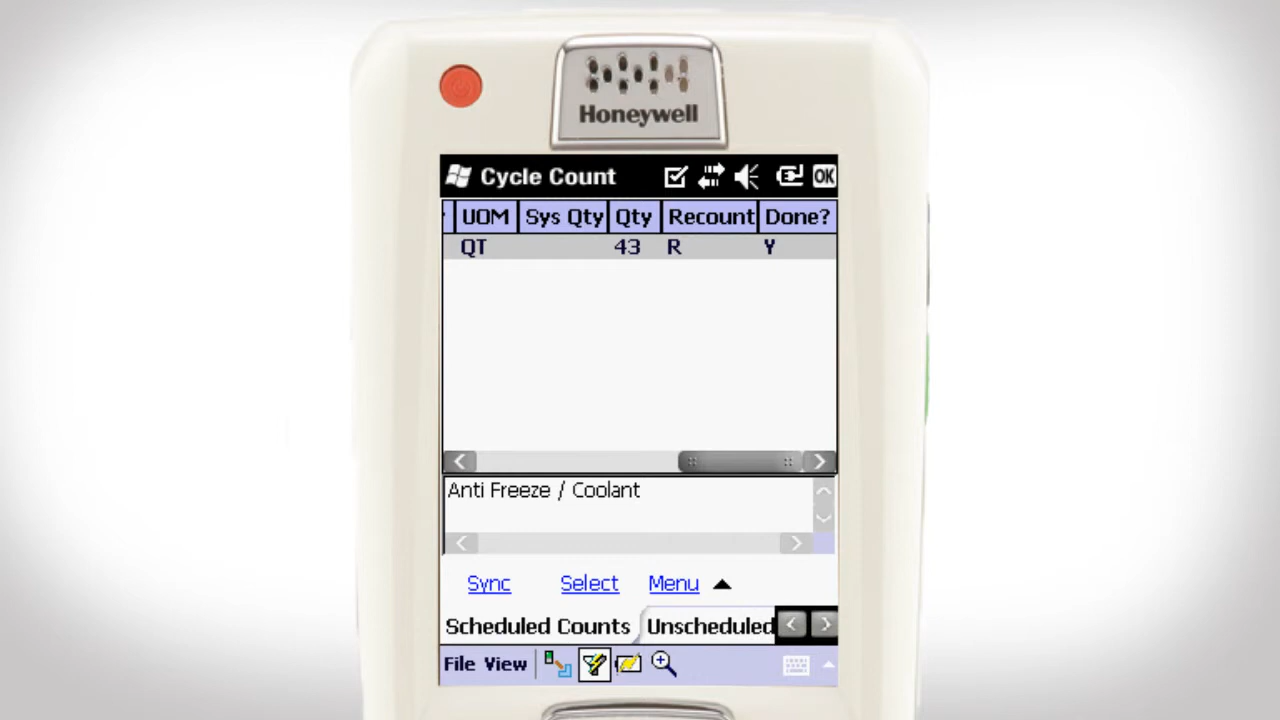 Honeywell
Cycle Count OK
UOM Sys Qty Qty Recount Done?
QT 43 R Y
Anti Freeze / Coolant
Sync Select Menu
Scheduled Counts Unscheduled
File View